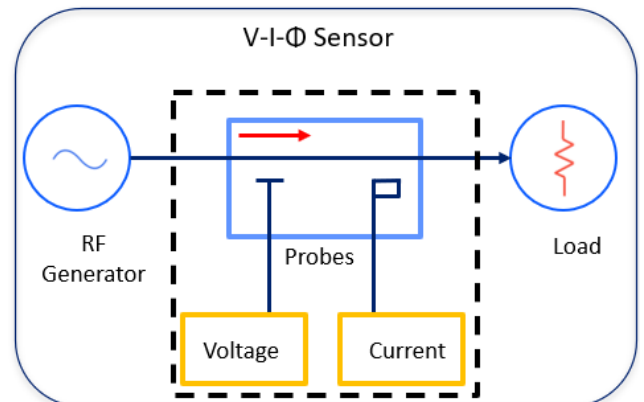 V-I-Φ Sensor
RF
Generator
Probes
Load
Voltage
Current